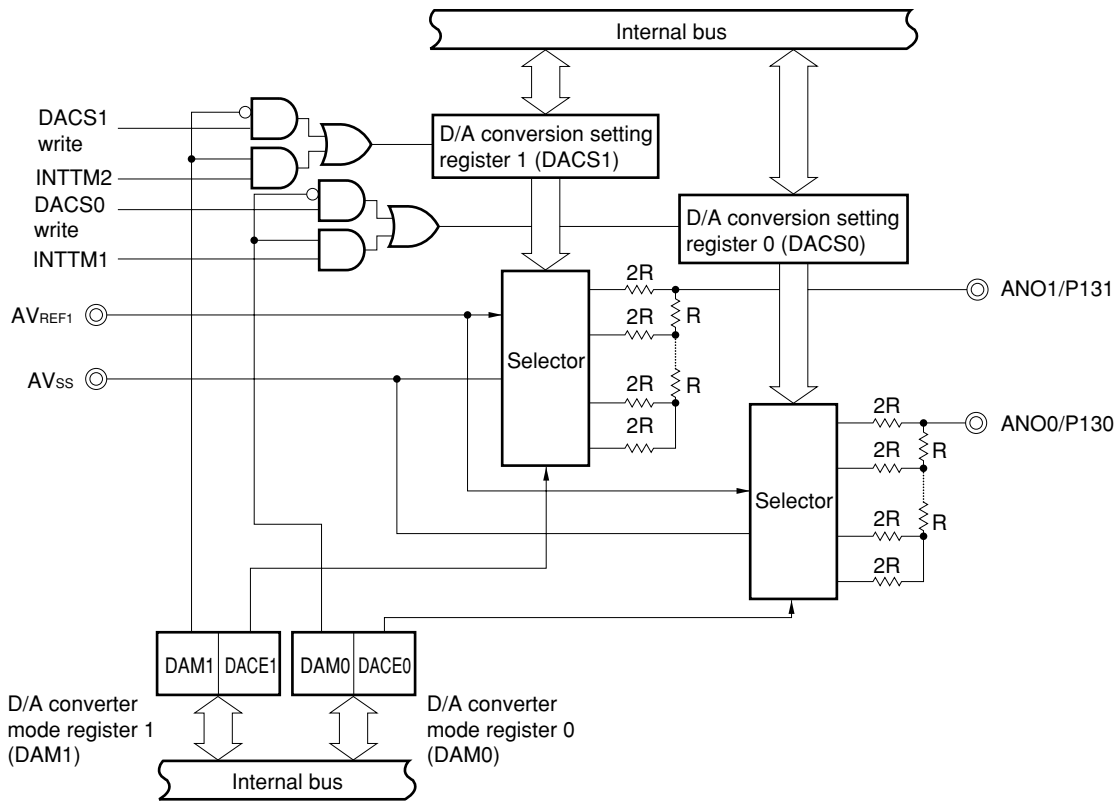 Internal bus
DACS1
write
INTTM2
DACS0
write
INTTM1
D/A conversion setting
register 1 (DACS1)
D/A conversion setting
register 0 (DACS0)
AVREF1
AVSS
Selector
2R
2R
R
2R
R
2R
ANO1/P131
Selector
2R
2R
R
2R
R
2R
ANO0/P130
DAM1
DACE1
DAM0
DACE0
D/A converter
mode register 1
(DAM1)
D/A converter
mode register 0
(DAM0)
Internal bus